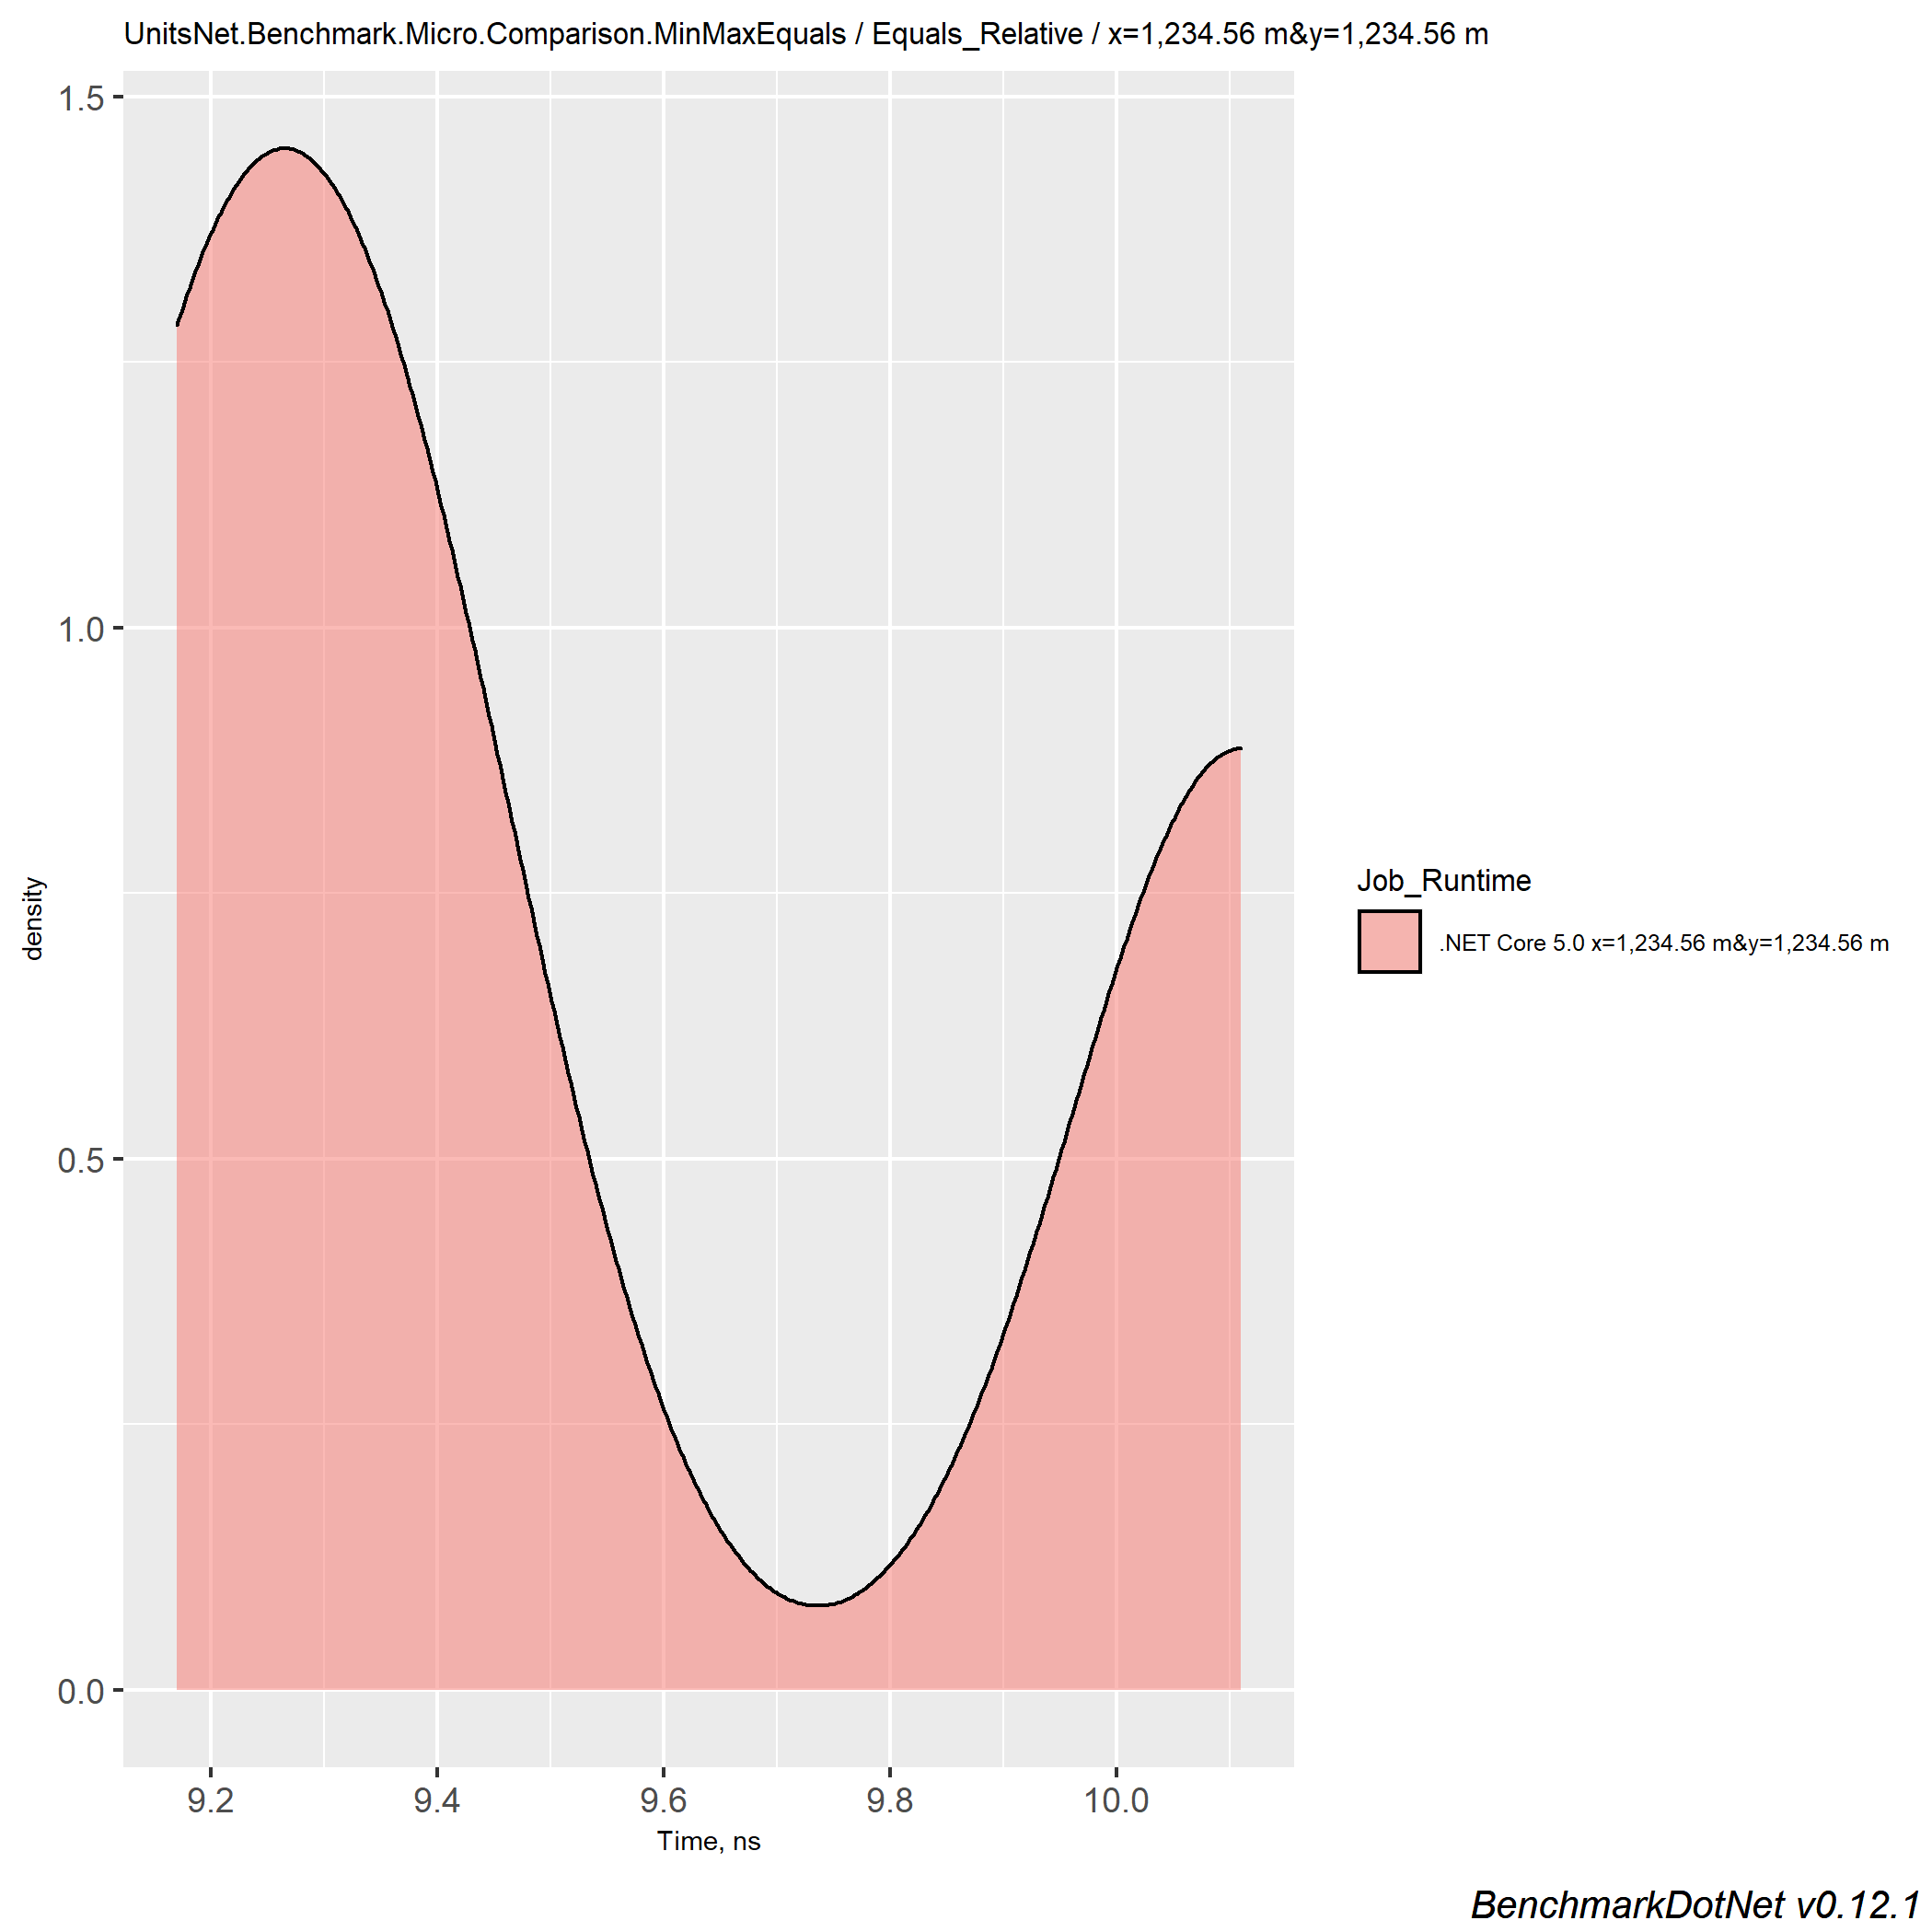 UnitsNet.Benchmark.Micro.Comparison.MinMaxEquals / Equals_Relative / x=1,234.56 m&y=1,234.56 m
1.5
1.0
0.5
0.0
density
9.2 9.4 9.6 9.8 10.0
Time, ns
Job_Runtime
.NET Core 5.0 x=1,234.56 m&y=1,234.56 m
BenchmarkDotNet v0.12.1